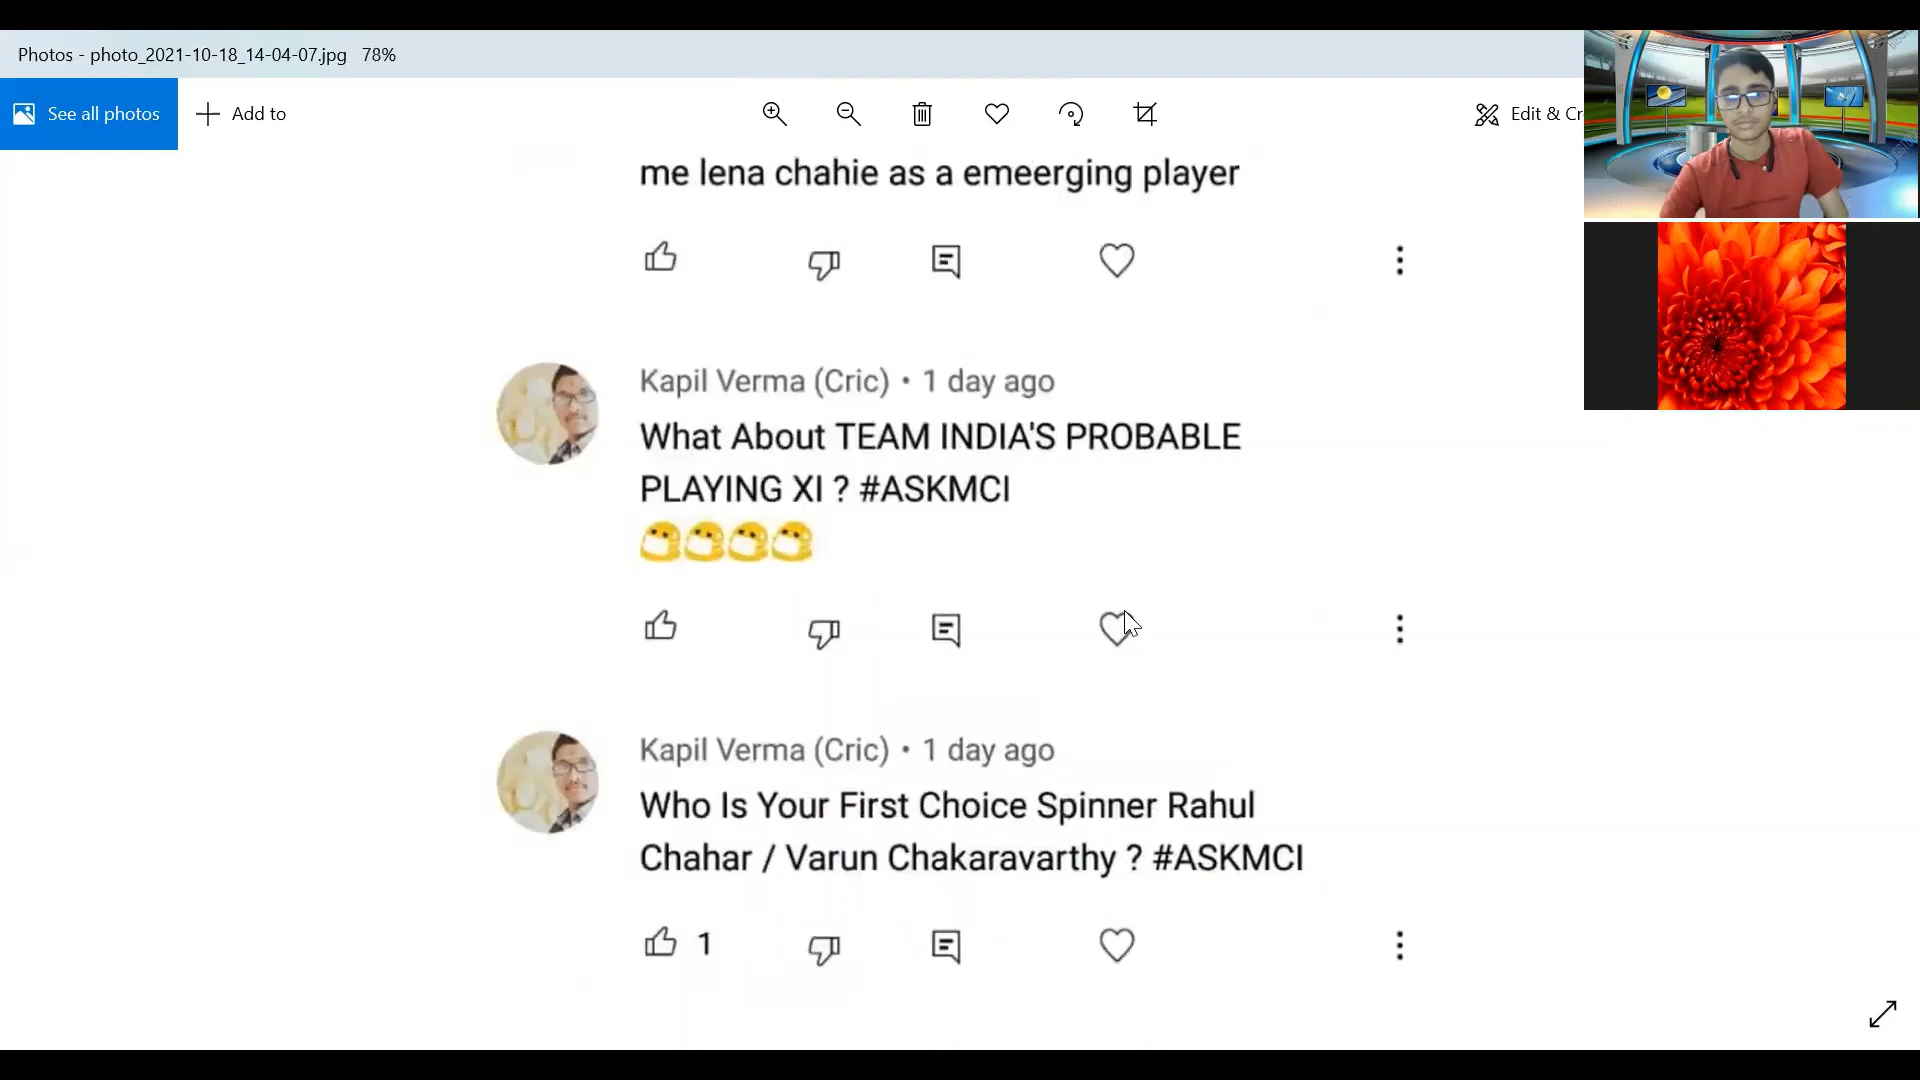 Photos - photo_2021-10-18_14-04-07.jpg 78%
See all photos
Add to
Edit & Cr
me lena chahie as a emeerging player
Kapil Verma (Cric) • 1 day ago
What About TEAM INDIA'S PROBABLE
PLAYING XI ? #ASKMCI
Kapil Verma (Cric) • 1 day ago
Who Is Your First Choice Spinner Rahul
Chahar / Varun Chakaravarthy ? #ASKMCI
1